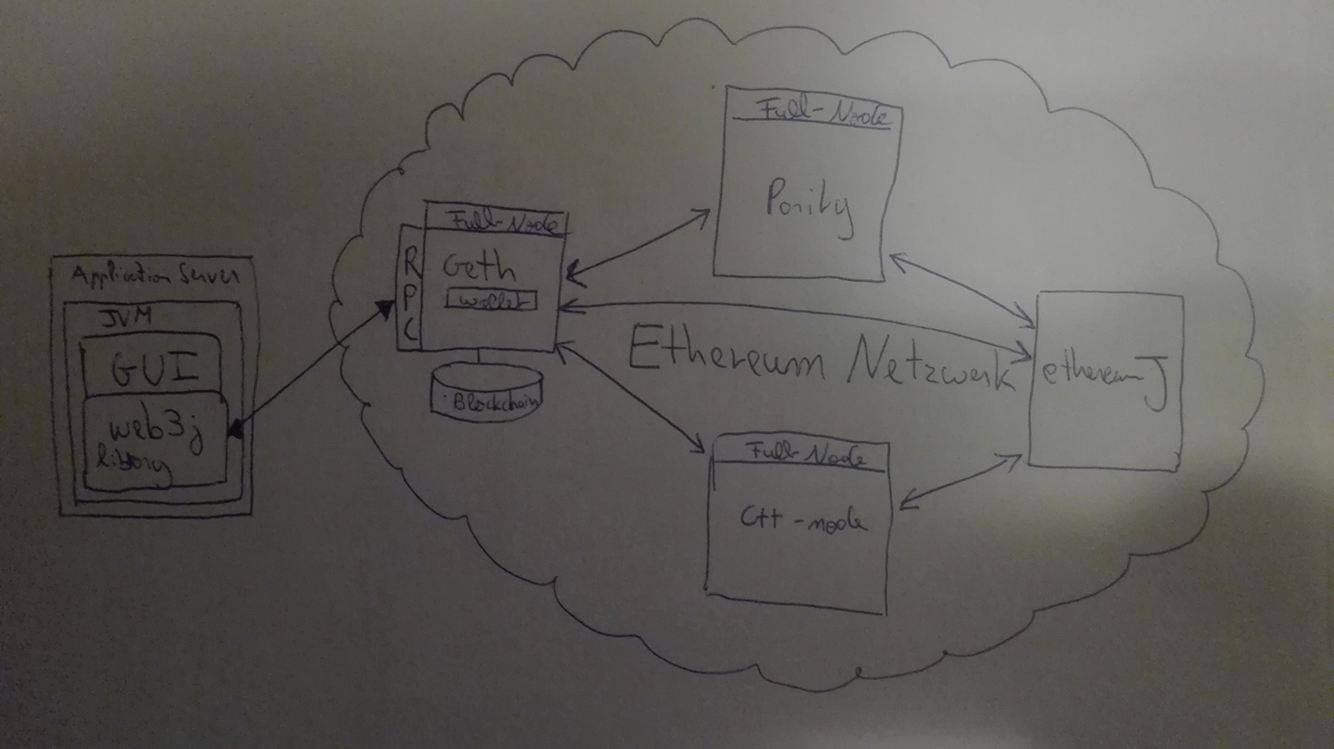 Application Server
JVM
GUI
web3j
library
RPC
Full-Node
Geth
wallet
Blockchain
Full-Node
Parity
Ethereum Netzwerk
Full-Node
C++-node
ethereumJ